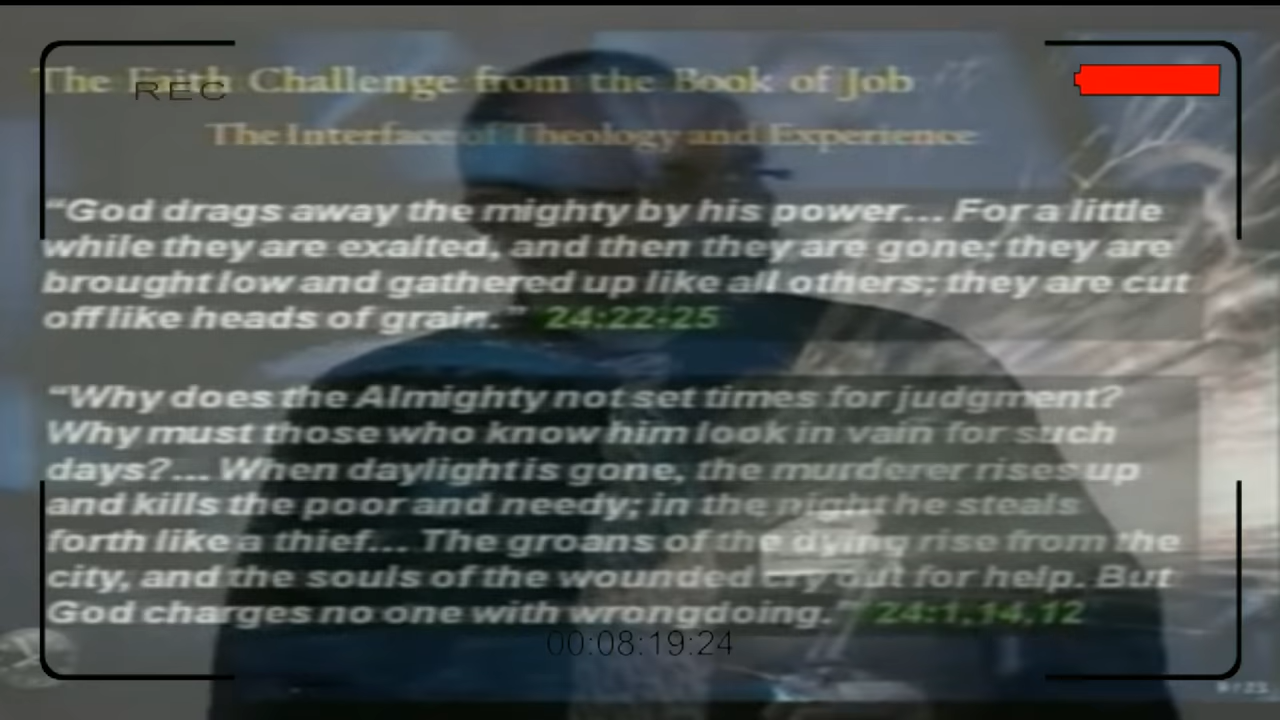 The Faith Challenge from the Book of Job
REC
The Interface of Theology and Experience
“God drags away the mighty by his power... For a little
while they are exalted, and then they are gone; they are
brought low and gathered up like all others; they are cut
off like heads of grain.” 24:22-25
“Why does the Almighty not set times for judgment?
Why must those who know him look in vain for such
days?... When daylight is gone, the murderer rises up
and kills the poor and needy; in the night he steals
forth like a thief... The groans of the dying rise from the
city, and the souls of the wounded cry out for help. But
God charges no one with wrongdoing.” 24:1,14,12
00:08:19:24